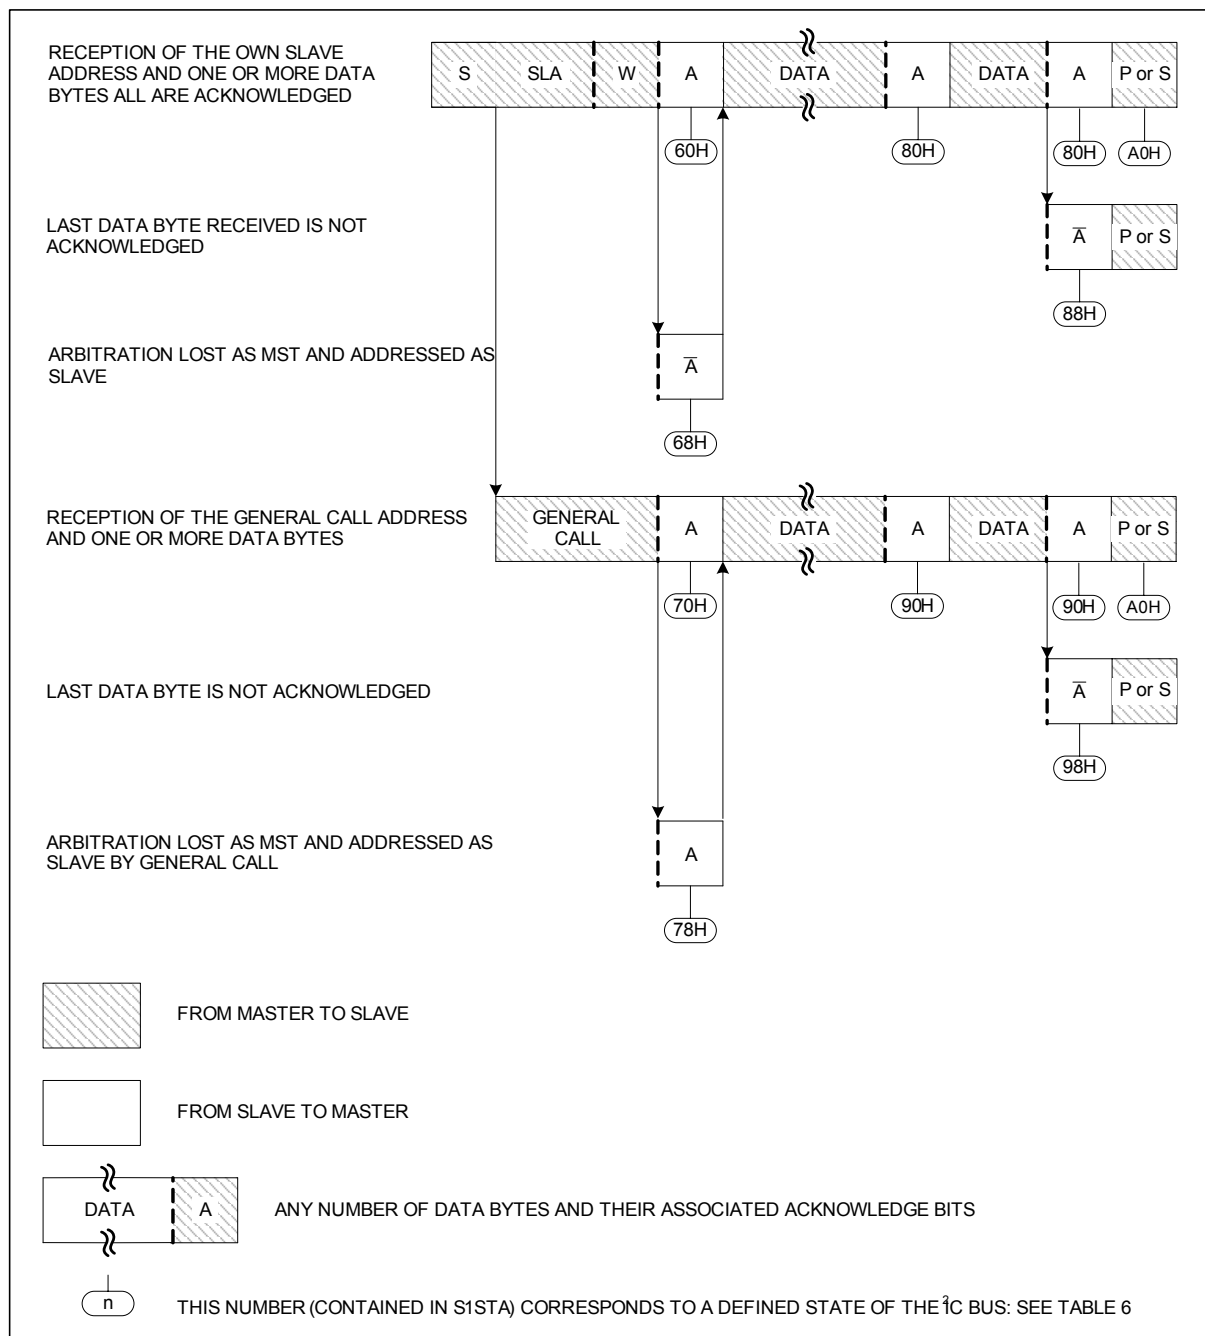 RECEPTION OF THE OWN SLAVE
ADDRESS AND ONE OR MORE DATA
BYTES ALL ARE ACKNOWLEDGED
S SLA W A DATA A DATA A P or S
60H 80H 80H A0H
LAST DATA BYTE RECEIVED IS NOT
ACKNOWLEDGED
A̅ P or S
88H
ARBITRATION LOST AS MST AND ADDRESSED AS
SLAVE
A̅
68H
RECEPTION OF THE GENERAL CALL ADDRESS
AND ONE OR MORE DATA BYTES
GENERAL
CALL
A DATA A DATA A P or S
70H 90H 90H A0H
LAST DATA BYTE IS NOT ACKNOWLEDGED
A̅ P or S
98H
ARBITRATION LOST AS MST AND ADDRESSED AS
SLAVE BY GENERAL CALL
A
78H
FROM MASTER TO SLAVE
FROM SLAVE TO MASTER
DATA A
ANY NUMBER OF DATA BYTES AND THEIR ASSOCIATED ACKNOWLEDGE BITS
n
THIS NUMBER (CONTAINED IN S1STA) CORRESPONDS TO A DEFINED STATE OF THE I²C BUS: SEE TABLE 6